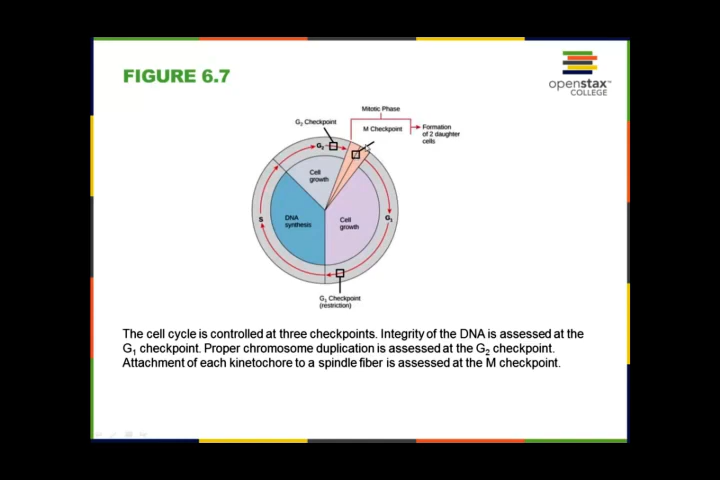 FIGURE 6.7
openstax™
COLLEGE
Mitotic Phase
G₂ Checkpoint
M Checkpoint
Formation
of 2 daughter
cells
G₂
Cell
growth
S
DNA
synthesis
Cell
growth
G₁
G₁ Checkpoint
(restriction)
The cell cycle is controlled at three checkpoints. Integrity of the DNA is assessed at the
G₁ checkpoint. Proper chromosome duplication is assessed at the G₂ checkpoint.
Attachment of each kinetochore to a spindle fiber is assessed at the M checkpoint.